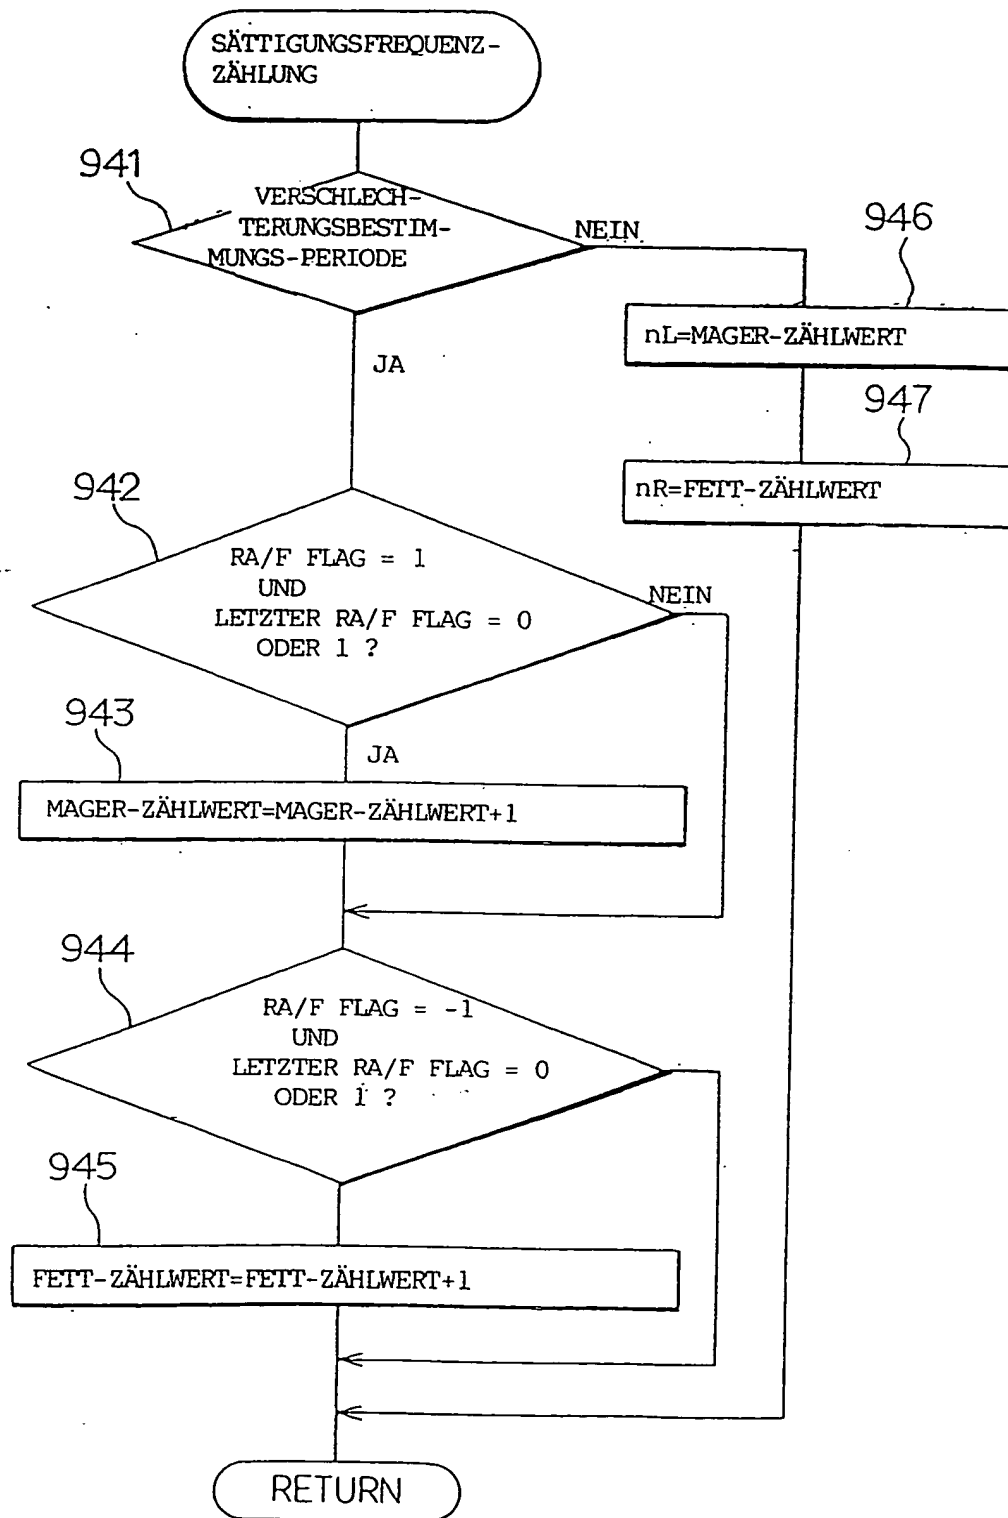 SÄTTIGUNGSFREQUENZ-
ZÄHLUNG
941
VERSCHLECH-
TERUNGSBESTIM-
MUNGS-PERIODE
NEIN
JA
946
nL=MAGER-ZÄHLWERT
947
nR=FETT-ZÄHLWERT
942
RA/F FLAG = 1
UND
LETZTER RA/F FLAG = 0
ODER 1 ?
NEIN
JA
943
MAGER-ZÄHLWERT=MAGER-ZÄHLWERT+1
944
RA/F FLAG = -1
UND
LETZTER RA/F FLAG = 0
ODER 1 ?
945
FETT-ZÄHLWERT=FETT-ZÄHLWERT+1
RETURN